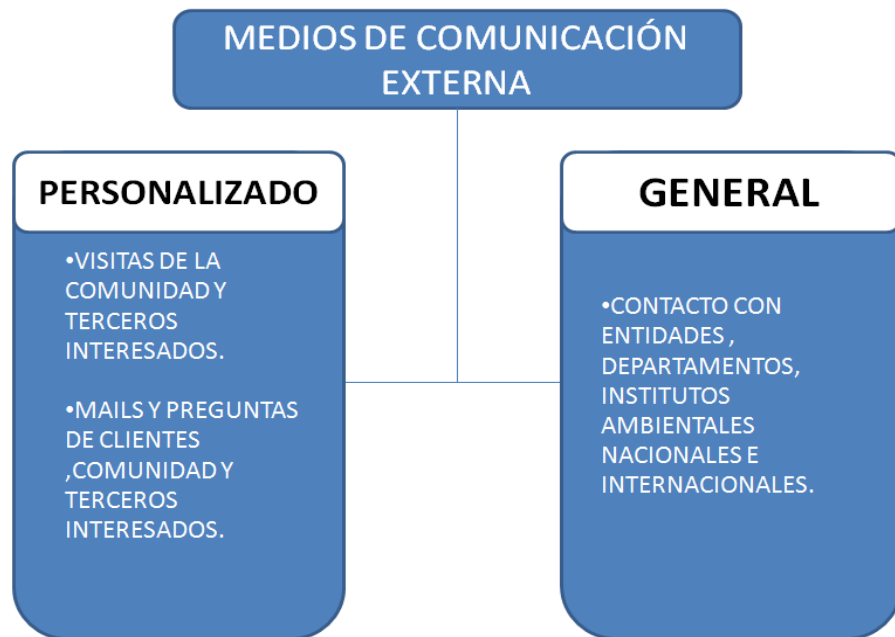 MEDIOS DE COMUNICACIÓN
EXTERNA
PERSONALIZADO
•VISITAS DE LA
COMUNIDAD Y
TERCEROS
INTERESADOS.
•MAILS Y PREGUNTAS
DE CLIENTES
,COMUNIDAD Y
TERCEROS
INTERESADOS.
GENERAL
•CONTACTO CON
ENTIDADES ,
DEPARTAMENTOS,
INSTITUTOS
AMBIENTALES
NACIONALES E
INTERNACIONALES.